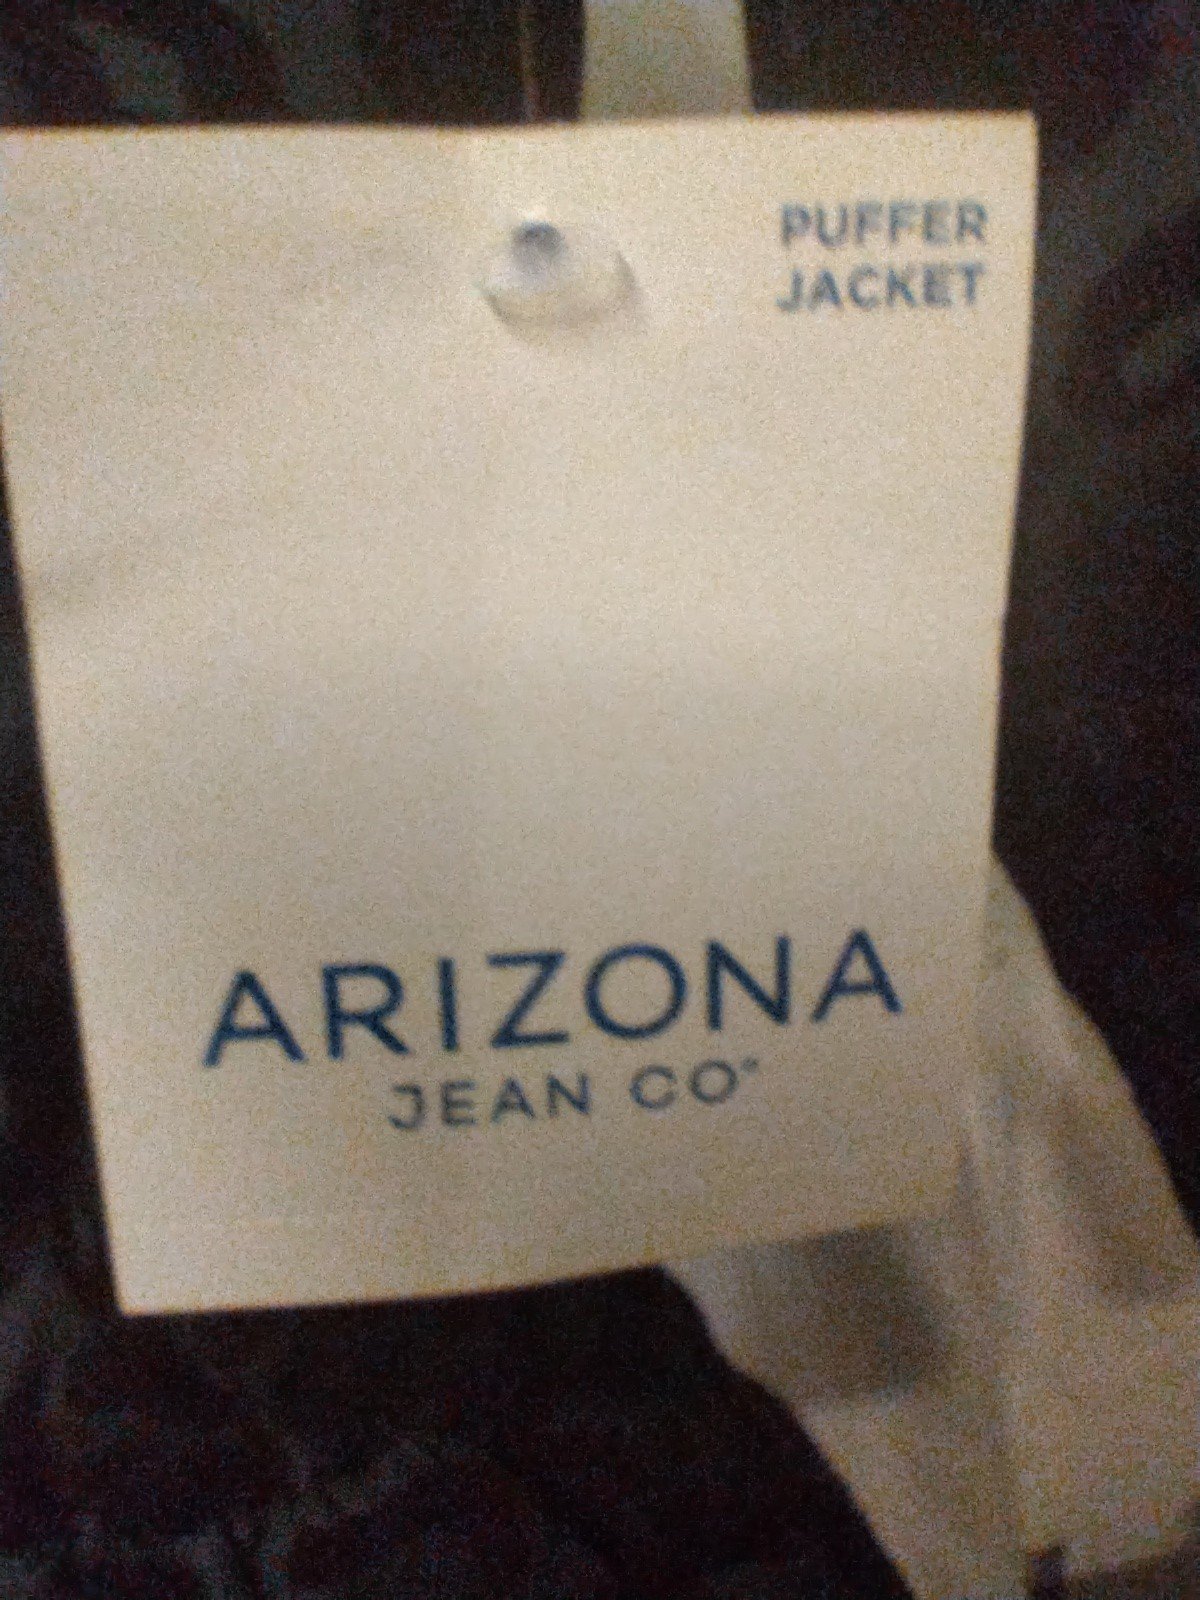 PUFFER
JACKET
ARIZONA
JEAN CO